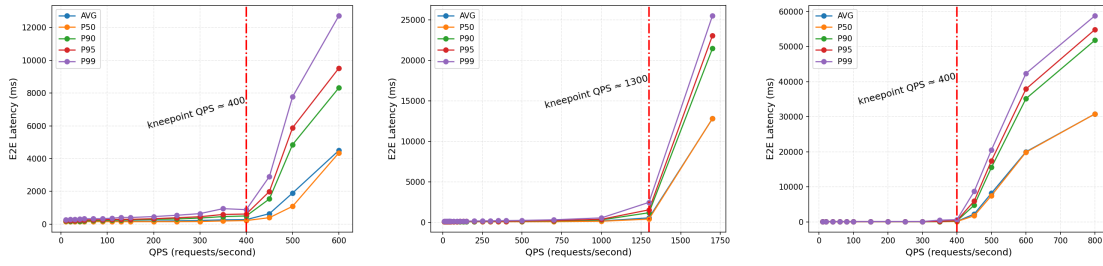 12000
10000
8000
6000
4000
2000
0
E2E Latency (ms)
AVG
P50
P90
P95
P99
kneepoint QPS ≈ 400
0
100
200
300
400
500
600
QPS (requests/second)
25000
20000
15000
10000
5000
0
E2E Latency (ms)
AVG
P50
P90
P95
P99
kneepoint QPS ≈ 1300
0
250
500
750
1000
1250
1500
1750
QPS (requests/second)
60000
50000
40000
30000
20000
10000
0
E2E Latency (ms)
AVG
P50
P90
P95
P99
kneepoint QPS ≈ 400
0
100
200
300
400
500
600
700
800
QPS (requests/second)